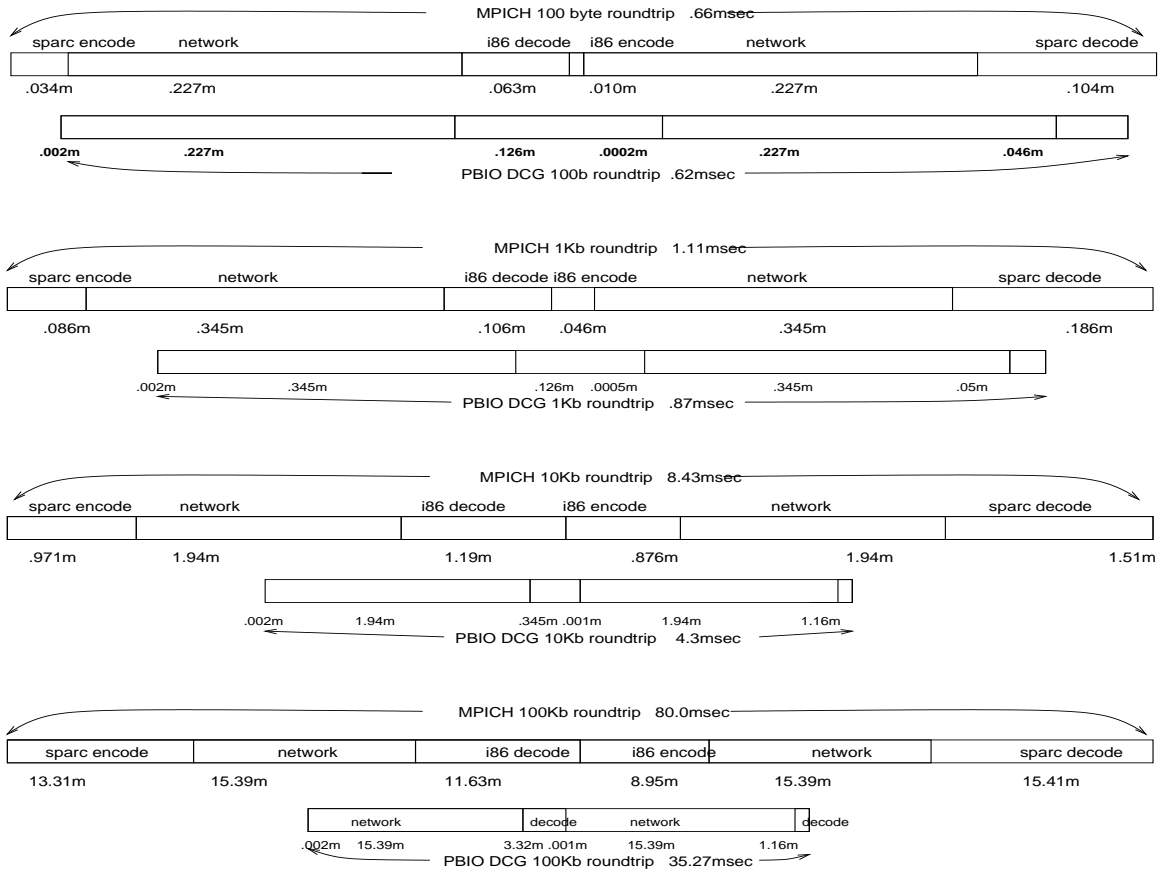 MPICH 100 byte roundtrip .66msec
sparc encode network i86 decode i86 encode network sparc decode
.034m .227m .063m .010m .227m .104m
.002m .227m .126m .0002m .227m .046m
PBIO DCG 100b roundtrip .62msec
MPICH 1Kb roundtrip 1.11msec
sparc encode network i86 decode i86 encode network sparc decode
.086m .345m .106m .046m .345m .186m
.002m .345m .126m .0005m .345m .05m
PBIO DCG 1Kb roundtrip .87msec
MPICH 10Kb roundtrip 8.43msec
sparc encode network i86 decode i86 encode network sparc decode
.971m 1.94m 1.19m .876m 1.94m 1.51m
.002m 1.94m .345m .001m 1.94m 1.16m
PBIO DCG 10Kb roundtrip 4.3msec
MPICH 100Kb roundtrip 80.0msec
sparc encode network i86 decode i86 encode network sparc decode
13.31m 15.39m 11.63m 8.95m 15.39m 15.41m
network decode network decode
.002m 15.39m 3.32m .001m 15.39m 1.16m
PBIO DCG 100Kb roundtrip 35.27msec